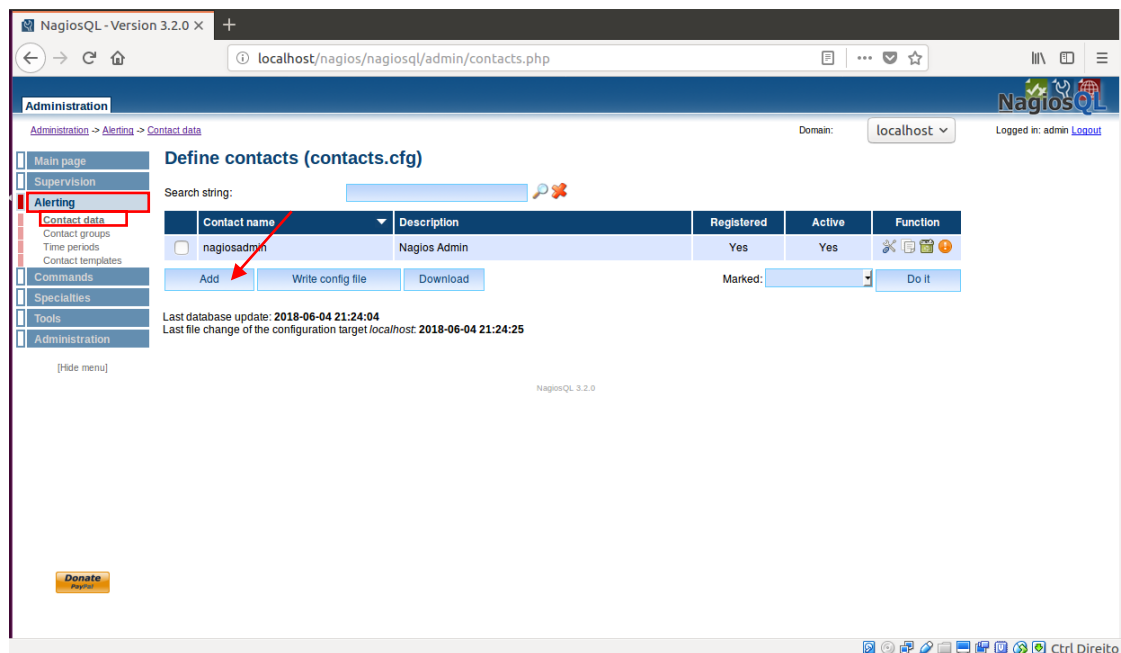 NagiosQL - Version 3.2.0
localhost/nagios/nagiosql/admin/contacts.php
Administration
NagiosQL
Administration -> Alerting -> Contact data
Domain:
localhost
Logged in: admin Logout
Main page
Supervision
Alerting
Contact data
Contact groups
Time periods
Contact templates
Commands
Specialties
Tools
Administration
[Hide menu]
Define contacts (contacts.cfg)
Search string:
Contact name Description Registered Active Function
nagiosadmin Nagios Admin Yes Yes
Add Write config file Download Marked: Do it
Last database update: 2018-06-04 21:24:04
Last file change of the configuration target localhost: 2018-06-04 21:24:25
NagiosQL 3.2.0
Donate
PayPal
Ctrl Direito